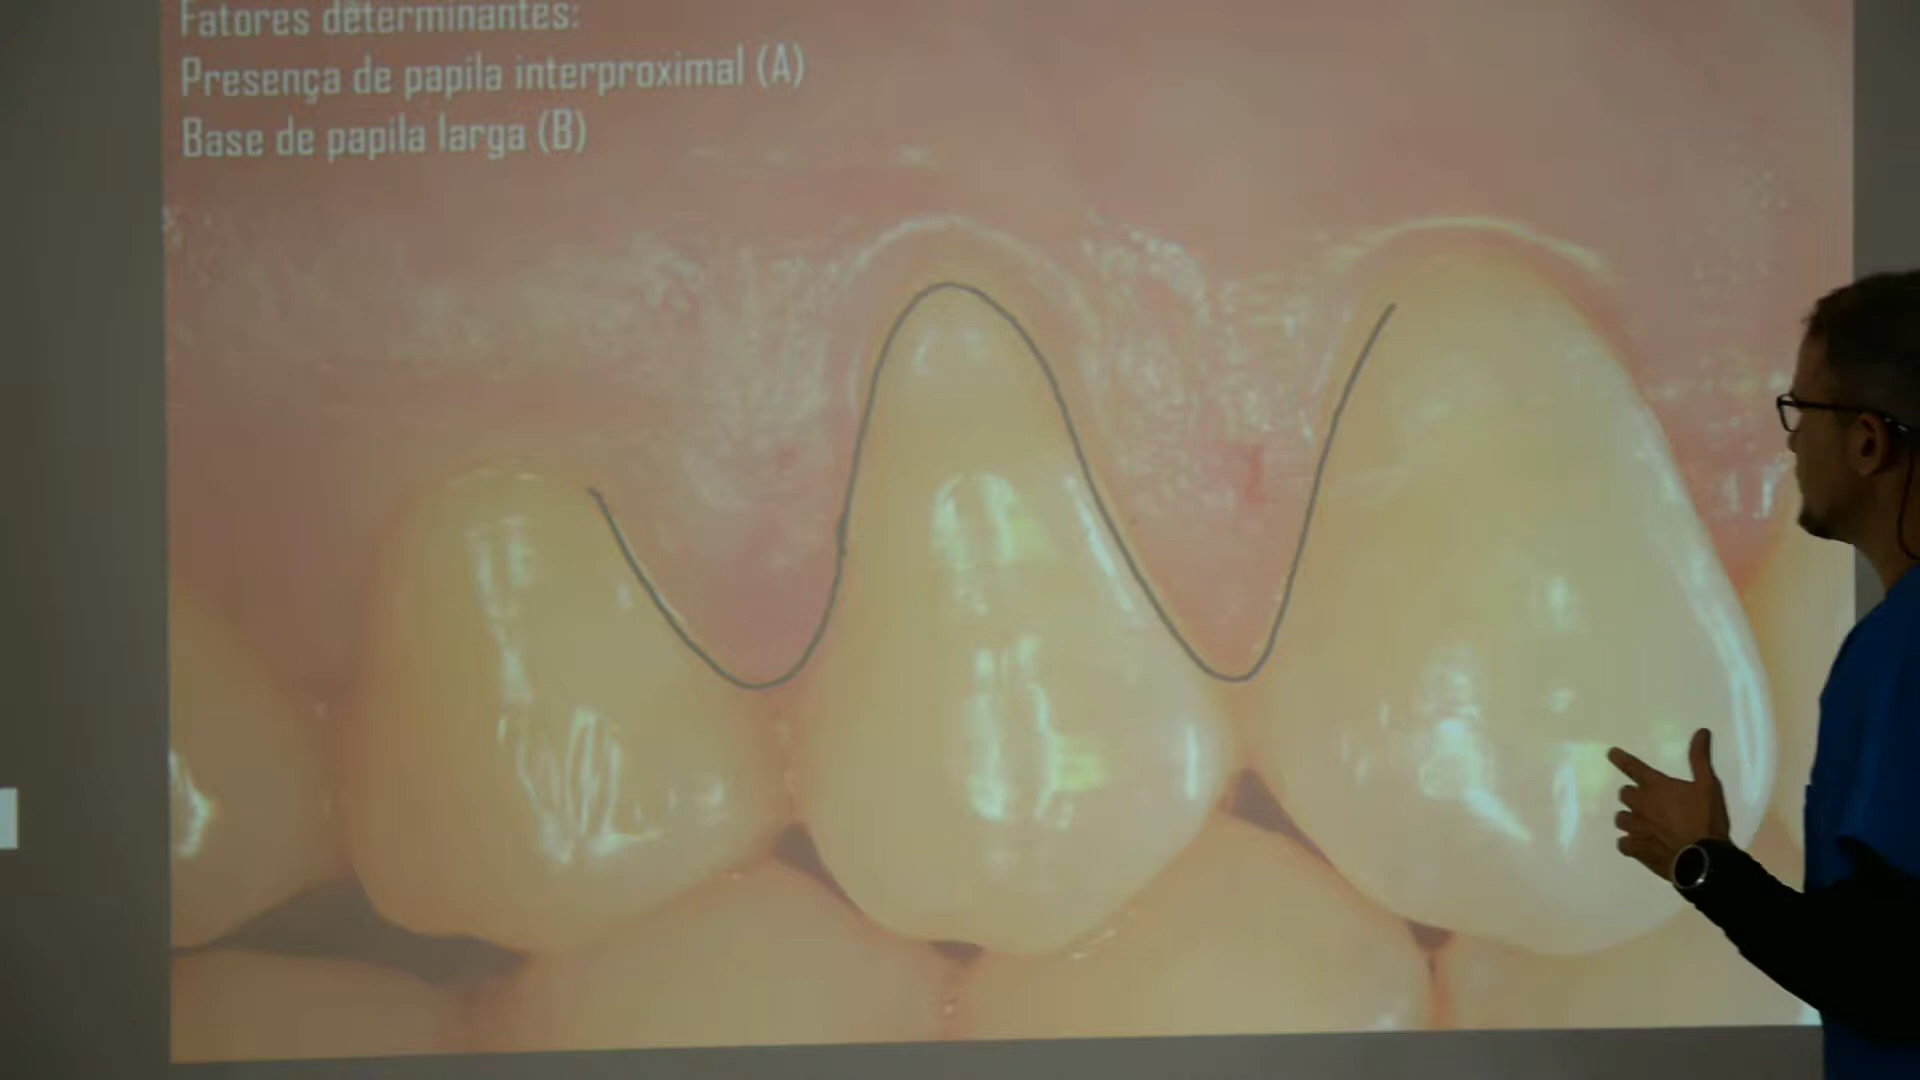 Fatores determinantes:
Presença de papila interproximal (A)
Base de papila larga (B)